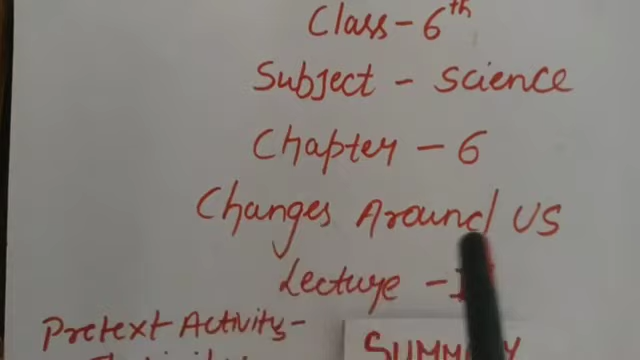 Class - 6th
Subject - Science
Chapter - 6
Changes Around US
Lecture -
Pretext Activity -
SUMMARY